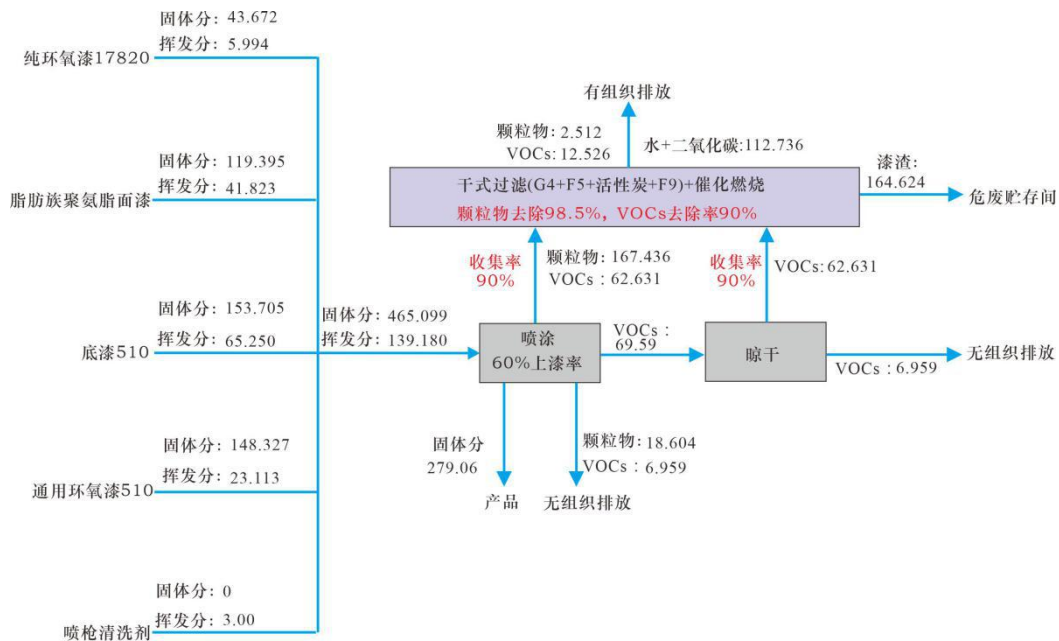 固体分: 43.672
挥发分: 5.994
纯环氧漆17820
固体分: 119.395
挥发分: 41.823
脂肪族聚氨脂面漆
固体分: 153.705
挥发分: 65.250
底漆510
固体分: 148.327
挥发分: 23.113
通用环氧漆510
固体分: 0
挥发分: 3.00
喷枪清洗剂
固体分: 465.099
挥发分: 139.180
喷涂
60%上漆率
固体分
279.06
产品
颗粒物: 18.604
VOCs : 6.959
无组织排放
收集率
90%
颗粒物: 167.436
VOCs : 62.631
VOCs :
69.59
晾干
收集率
90%
VOCs: 62.631
VOCs : 6.959
无组织排放
干式过滤(G4+F5+活性炭+F9)+催化燃烧
颗粒物去除98.5%, VOCs去除率90%
颗粒物: 2.512
VOCs: 12.526
有组织排放
水+二氧化碳:112.736
漆渣:
164.624
危废贮存间